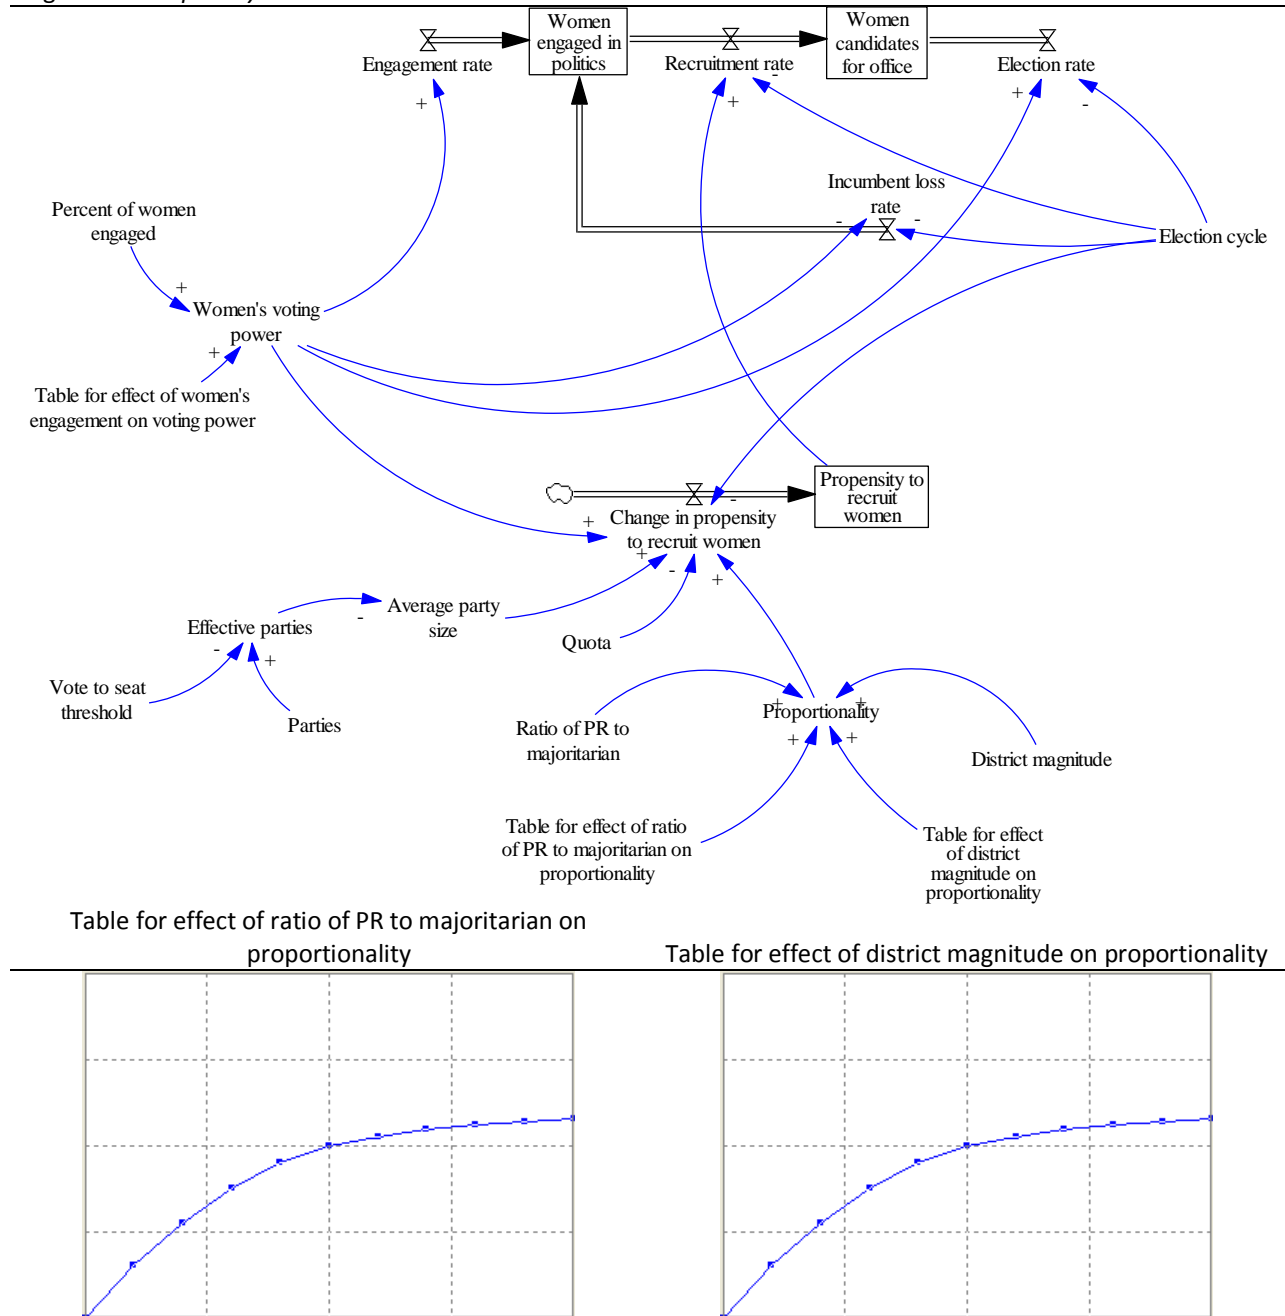 Women
engaged in
politics
Women
candidates
for office
Engagement rate
Recruitment rate
Election rate
+
-
+
+
-
Incumbent loss
rate
-
-
Election cycle
Percent of women
engaged
+
Women's voting
power
+
Table for effect of women's
engagement on voting power
Propensity to
recruit
women
-
+
Change in propensity
to recruit women
+
-
+
Average party
size
-
Effective parties
Quota
-
+
Vote to seat
threshold
Parties
Ratio of PR to
majoritarian
+
+
Proportionality
+
+
District magnitude
Table for effect of ratio
of PR to majoritarian on
proportionality
Table for effect
of district
magnitude on
proportionality
Table for effect of ratio of PR to majoritarian on
proportionality
Table for effect of district magnitude on proportionality